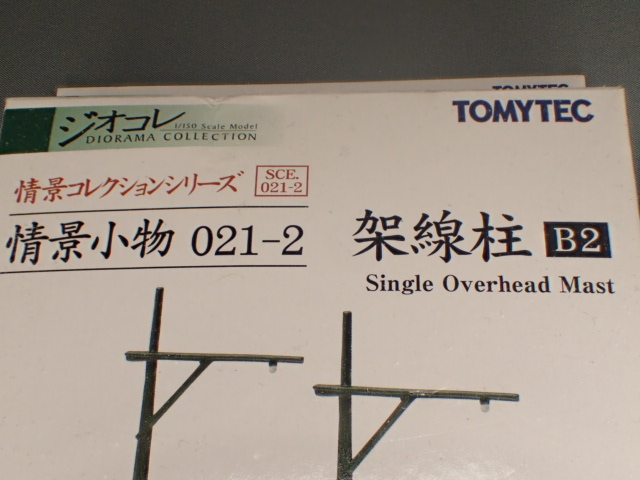 TOMYTEC
ジオコレ
1/150 Scale Model
DIORAMA COLLECTION
TOMYTEC
情景コレクションシリーズ
SCE.
021-2
情景小物 021-2
架線柱 B2
Single Overhead Mast